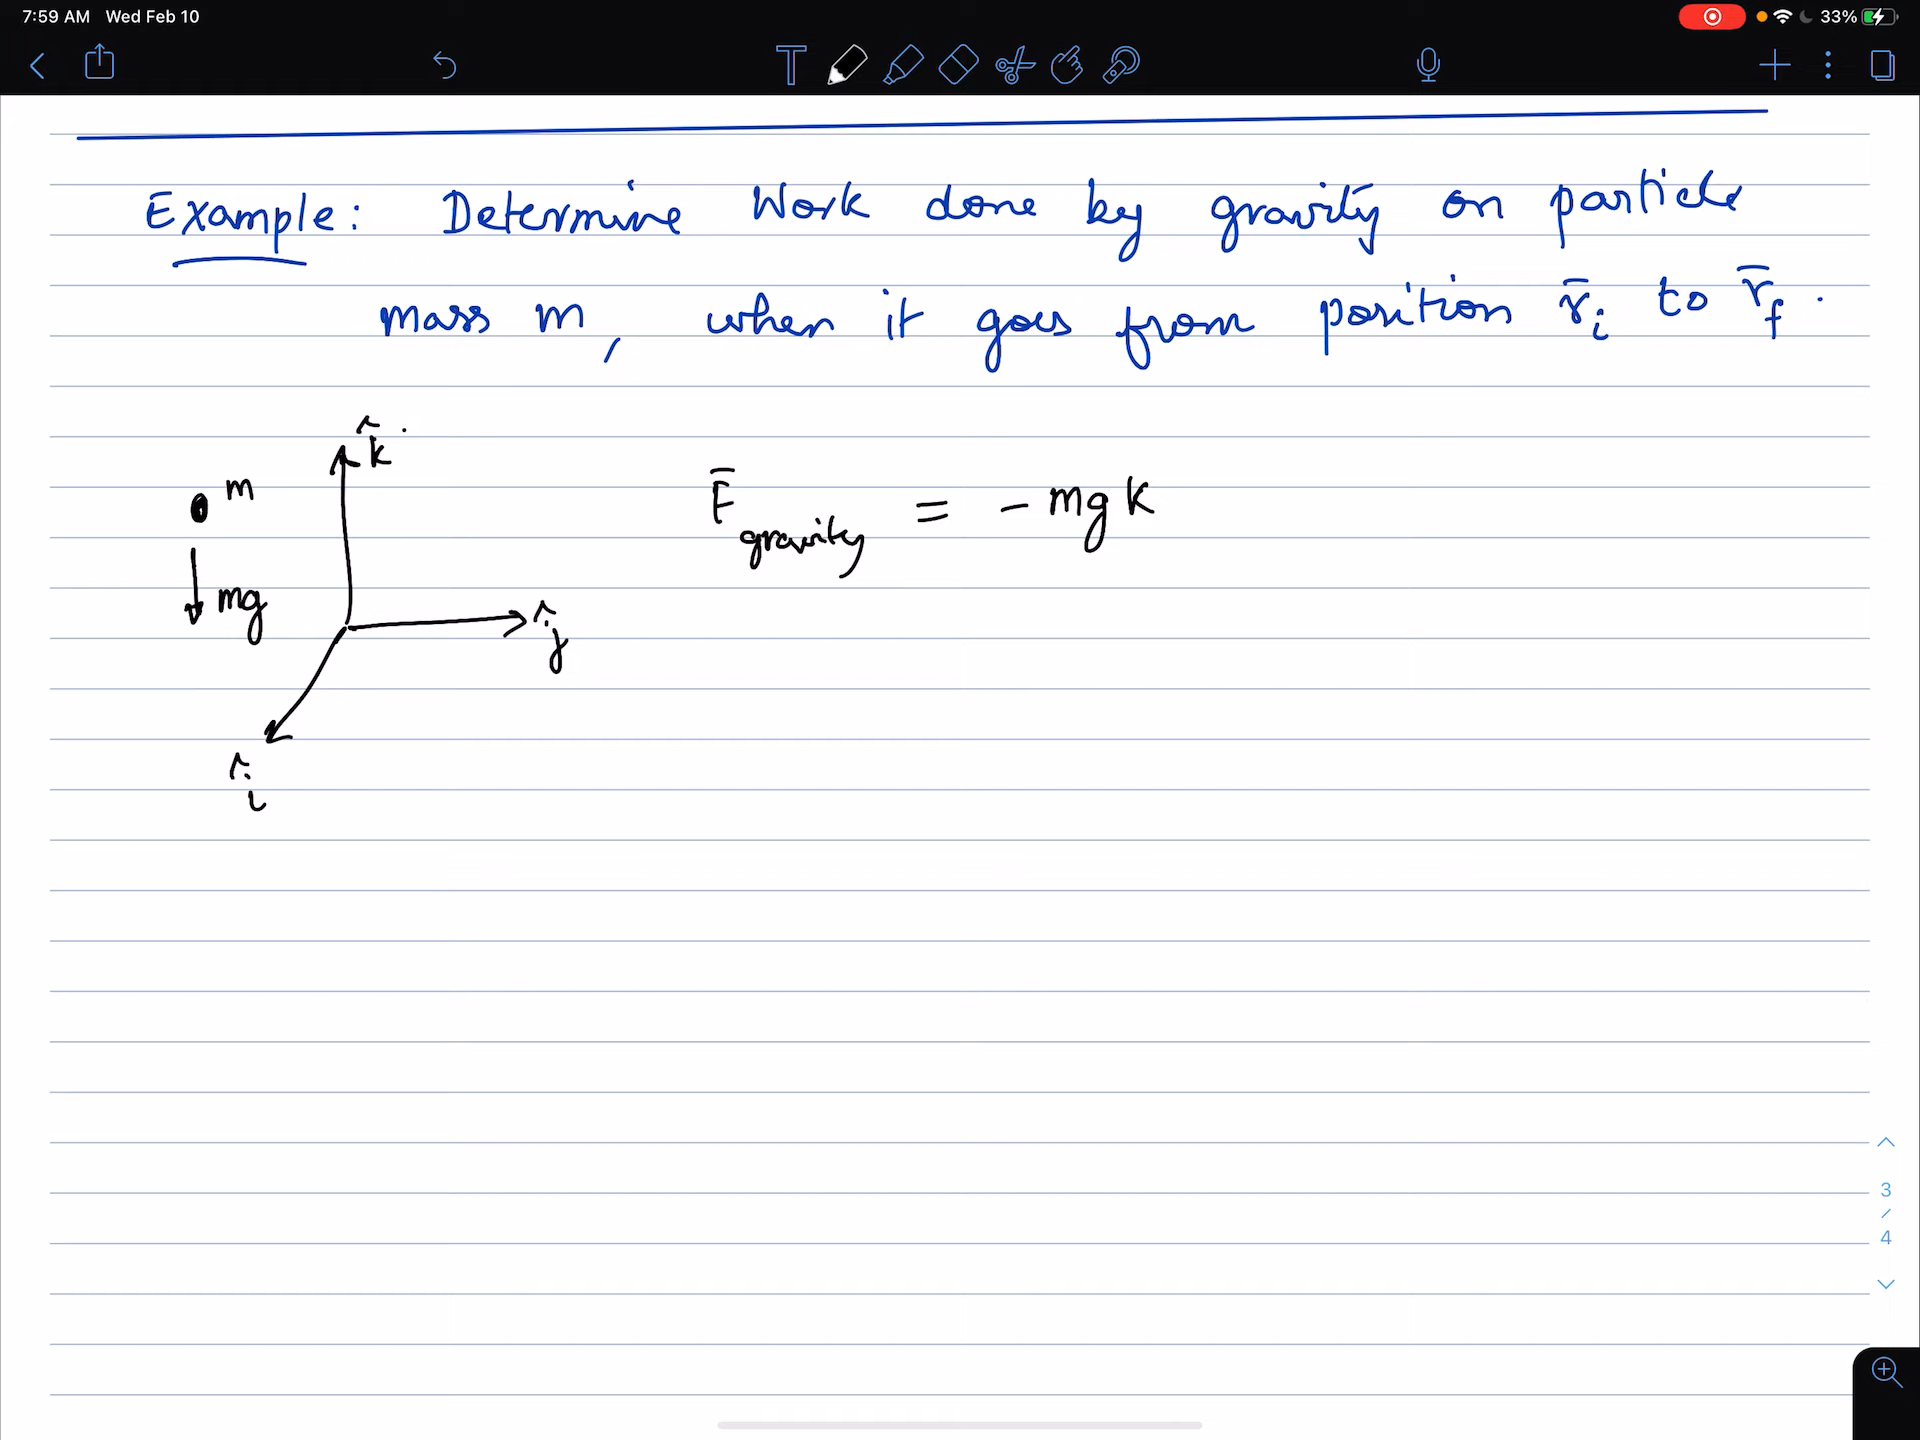 7:59 AM Wed Feb 10
33%
T
Example: Determine Work done by gravity on particle
mass m, when it goes from position r̄ᵢ to r̄f.
k̂
m
F̄gravity = - mgk
mg
ĵ
î
3
/
4